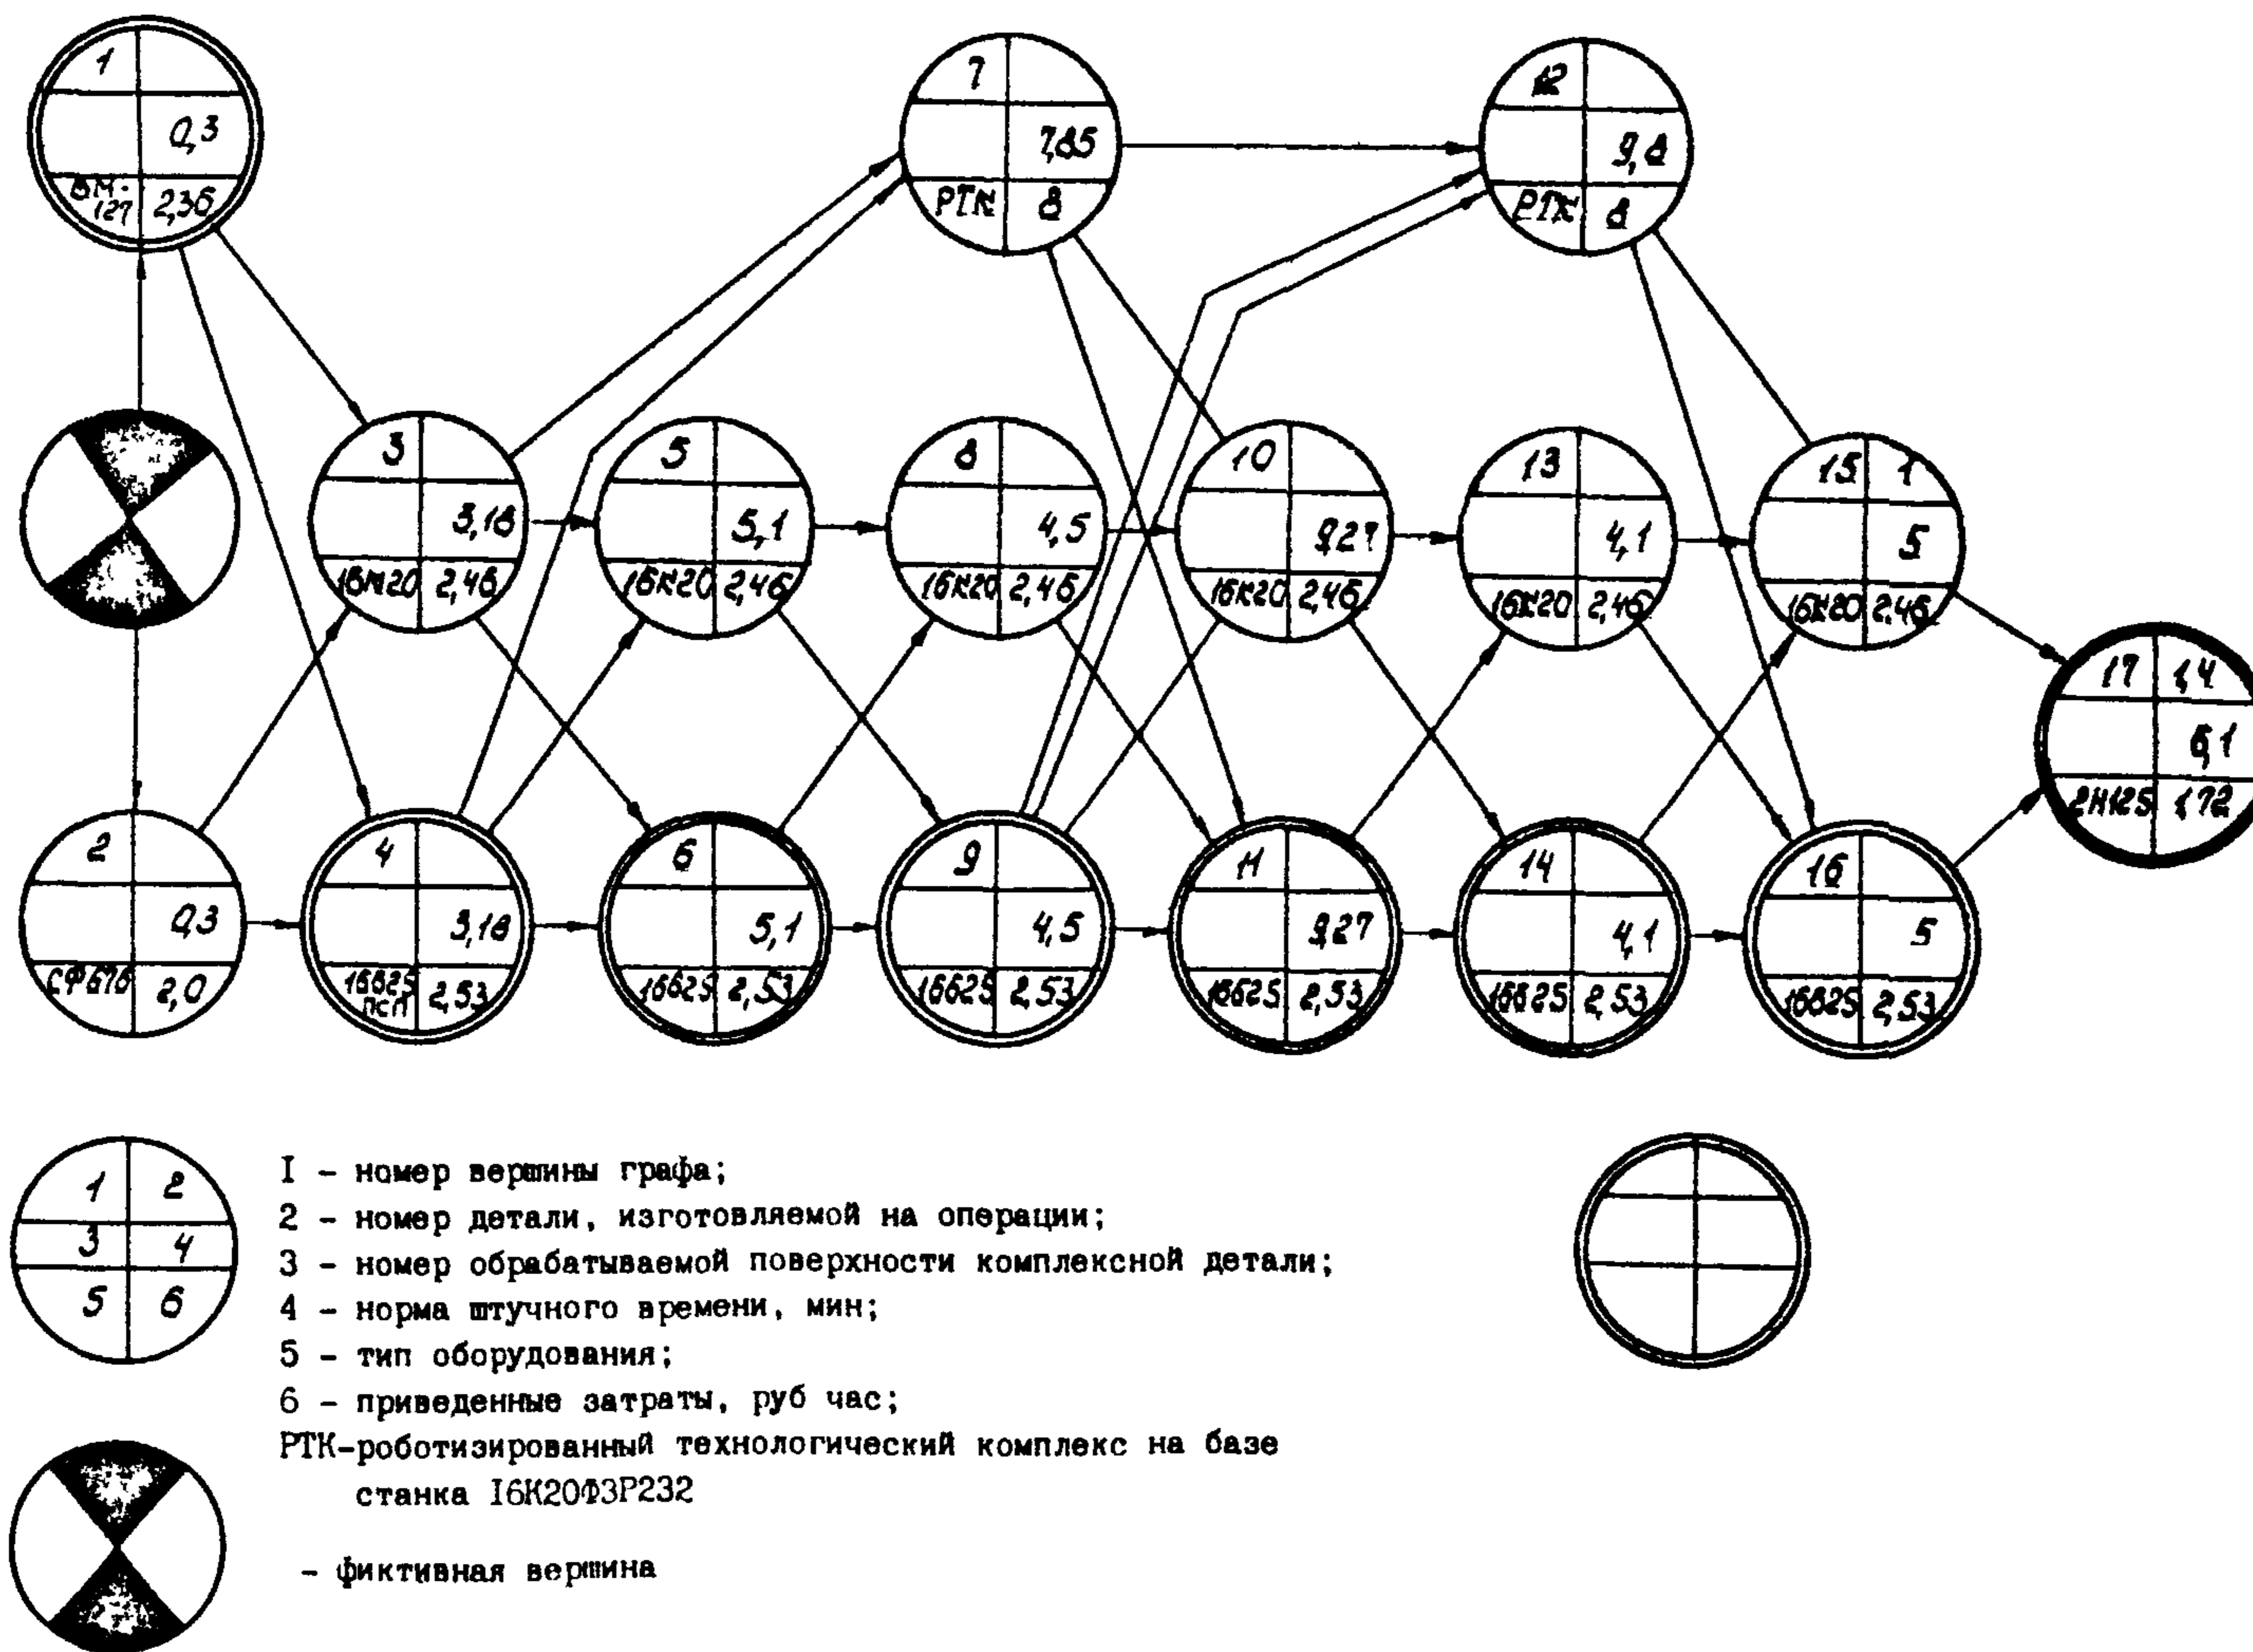 1
0,3
ВМ-127 2,36
7
7,85
РТК 8
12
9,8
РТК 8
3
3,18
16К20 2,46
5
5,1
16К20 2,46
8
4,5
16К20 2,46
10
9,27
16К20 2,46
13
4,1
16К20 2,46
15 1
5
16К20 2,46
17 1,4
6,1
2Н125 1,72
2
0,3
СФ676 2,0
4
3,18
16Б25 ПСП 2,53
6
5,1
16Б25 2,53
9
4,5
16Б25 2,53
11
9,27
16Б25 2,53
14
4,1
16Б25 2,53
16
5
16Б25 2,53
1 2
3 4
5 6
I - номер вершины графа;
2 - номер детали, изготовляемой на операции;
3 - номер обрабатываемой поверхности комплексной детали;
4 - норма штучного времени, мин;
5 - тип оборудования;
6 - приведенные затраты, руб час;
РТК-роботизированный технологический комплекс на базе
станка I6К20Ф3Р232
- фиктивная вершина